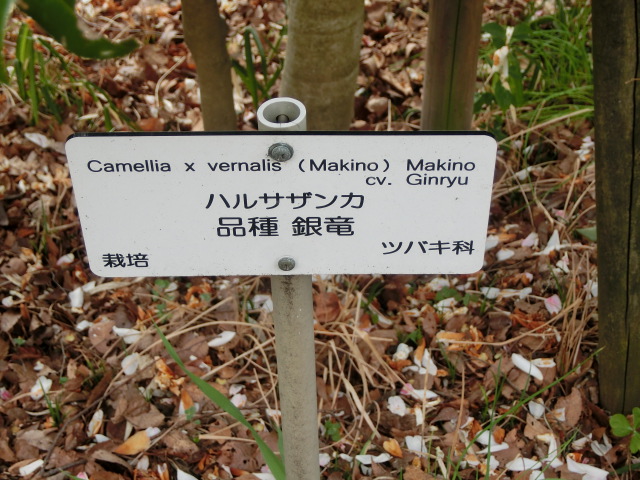 Camellia x vernalis (Makino) Makino
cv. Ginryu
ハルサザンカ
品種 銀竜
栽培 ツバキ科